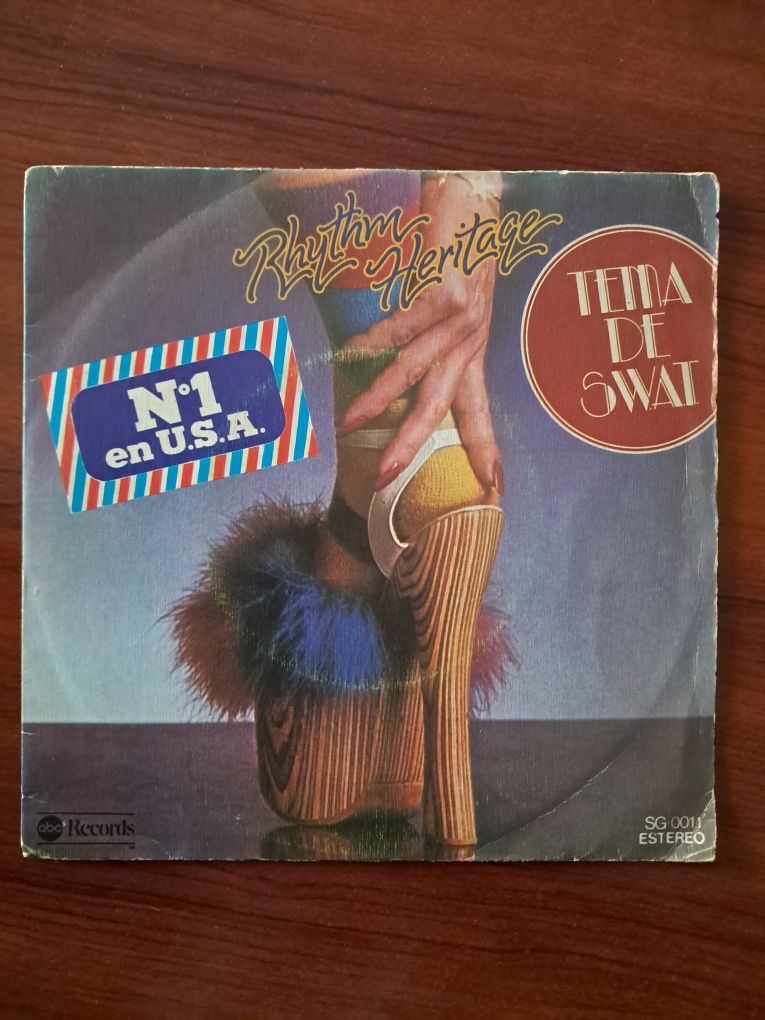 Rhythm
Heritage
TEMA
DE
SWAT
Nº1
en U.S.A.
abc Records
SG 0011
ESTEREO